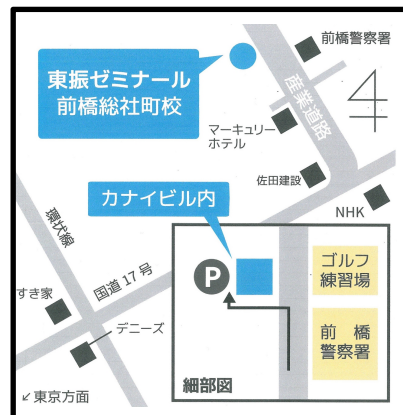 前橋警察署
東振ゼミナール
前橋総社町校
産業道路
マーキュリー
ホテル
佐田建設
カナイビル内
NHK
環状線
国道17号
ゴルフ
練習場
P
すき家
デニーズ
前橋
警察署
細部図
↙東京方面